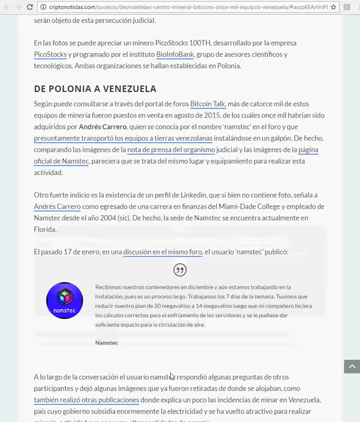 criptonoticias.com/sucesos/desmantelan-centro-mineria-bitcoins-once-mil-equipos-venezuela/#
serán objeto de esta persecución judicial.
En las fotos se puede apreciar un minero PicoStocks 100TH, desarrollado por la empresa
PicoStocks y programado por el instituto BioInfoBank, grupo de asesores científicos y
tecnológicos. Ambas organizaciones se hallan establecidas en Polonia.
DE POLONIA A VENEZUELA
Según puede consultarse a través del portal de foros Bitcoin Talk, más de catorce mil de estos
equipos de minería fueron puestos en venta en agosto de 2015, de los cuáles once mil habrían sido
adquiridos por Andrés Carrero, quien se conocía por el nombre 'namstec' en el foro y que
presuntamente transportó los equipos a tierras venezolanas instalándose en un galpón. De hecho,
comparando las imágenes de la nota de prensa del organismo judicial y las imágenes de la página
oficial de Namstec, pareciera que se trata del mismo lugar y equipamiento para realizar esta
actividad.
Otro fuerte indicio es la existencia de un perfil de Linkedin, que si bien no contiene foto, señala a
Andrés Carrero como egresado de una carrera en finanzas del Miami-Dade College y empleado de
Namstec desde el año 2004 (sic). De hecho, la sede de Namstec se encuentra actualmente en
Florida.
El pasado 17 de enero, en una discusión en el mismo foro, el usuario 'namstec' publicó:
Recibimos nuestros contenedores en diciembre y aún estamos trabajando en la
instalación, pues es un proceso largo. Trabajamos los 7 días de la semana. Tuvimos que
reducir nuestro plan de 20 megavatios a 14 megavatios luego que mi compañero hiciera
los cálculos correctos para el enfriamento de los servidores y se le pudiese dar
suficiente espacio para la circulación de aire.
namstec
Namstec
A lo largo de la conversación el usuario namstec respondió algunas preguntas de otros
participantes y dejó algunas imágenes que ya fueron retiradas de donde se alojaban, como
también realizó otras publicaciones donde explica un poco las incidencias de minar en Venezuela,
país cuyo gobierno subsidia enormemente la electricidad y se ha vuelto atractivo para realizar